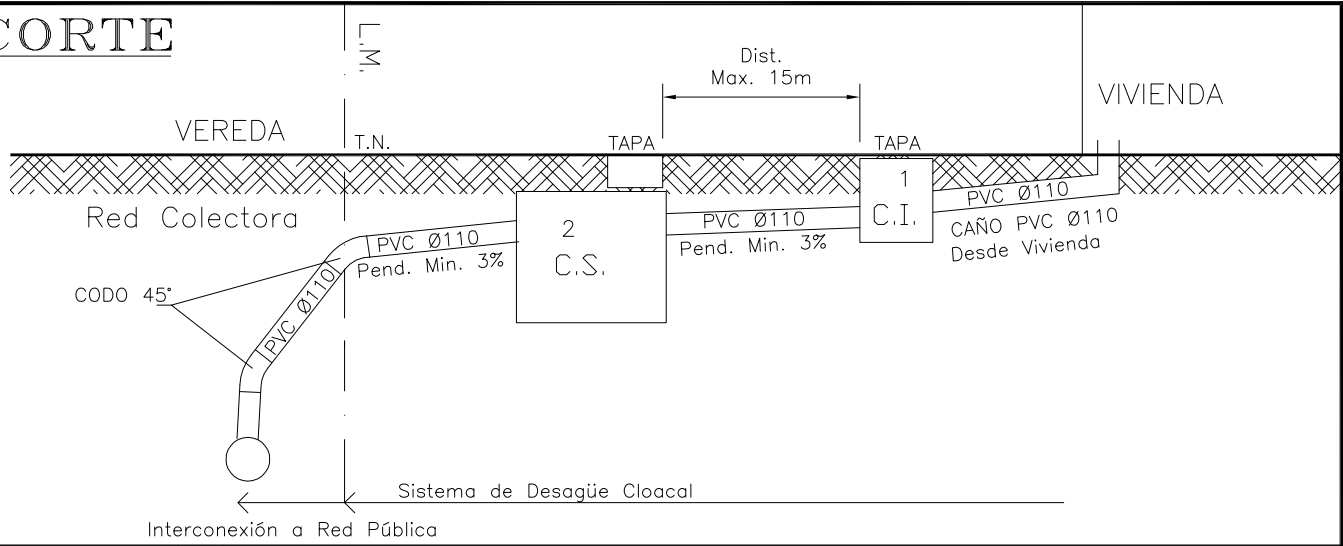 CORTE
L.M.
Dist.
Max. 15m
VIVIENDA
VEREDA
T.N.
TAPA
TAPA
Red Colectora
PVC Ø110
Pend. Min. 3%
2
C.S.
PVC Ø110
Pend. Min. 3%
1
C.I.
PVC Ø110
CAÑO PVC Ø110
Desde Vivienda
CODO 45°
PVC Ø110
Sistema de Desagüe Cloacal
Interconexión a Red Pública